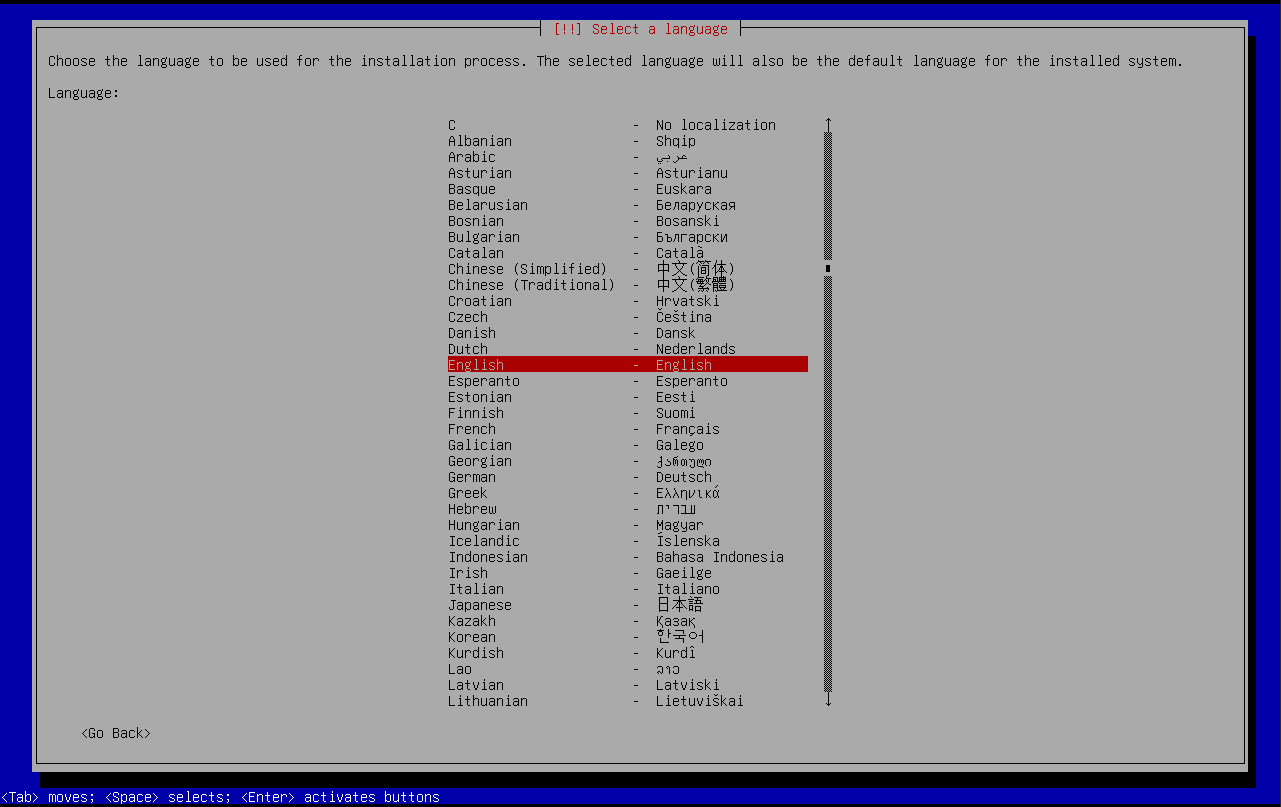 [!!] Select a language
Choose the language to be used for the installation process. The selected language will also be the default language for the installed system.
Language:
C - No localization ↑
Albanian - Shqip
Arabic - عربي
Asturian - Asturianu
Basque - Euskara
Belarusian - Беларуская
Bosnian - Bosanski
Bulgarian - Български
Catalan - Català
Chinese (Simplified) - 中文(简体)
Chinese (Traditional) - 中文(繁體)
Croatian - Hrvatski
Czech - Čeština
Danish - Dansk
Dutch - Nederlands
English - English
Esperanto - Esperanto
Estonian - Eesti
Finnish - Suomi
French - Français
Galician - Galego
Georgian - ქართული
German - Deutsch
Greek - Ελληνικά
Hebrew - תירבע
Hungarian - Magyar
Icelandic - Íslenska
Indonesian - Bahasa Indonesia
Irish - Gaeilge
Italian - Italiano
Japanese - 日本語
Kazakh - Қазақ
Korean - 한국어
Kurdish - Kurdî
Lao - ລາວ
Latvian - Latviski
Lithuanian - Lietuviškai ↓
<Go Back>
<Tab> moves; <Space> selects; <Enter> activates buttons